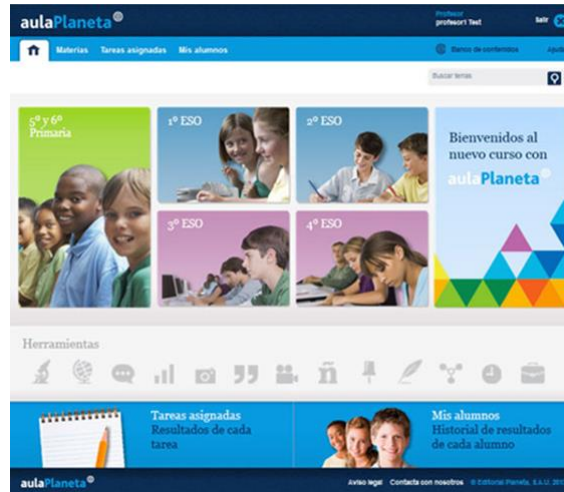 aulaPlaneta
Profesor
profesor1 Test
Salir
Materias Tareas asignadas Mis alumnos
Banco de contenidos
Ayuda
Buscar temas
5º y 6º
Primaria
1º ESO
2º ESO
3º ESO
4º ESO
Bienvenidos al
nuevo curso con
aulaPlaneta
Herramientas
ñ
Tareas asignadas
Resultados de cada
tarea
Mis alumnos
Historial de resultados
de cada alumno
aulaPlaneta
Aviso legal Contacta con nosotros © Editorial Planeta, S.A.U.